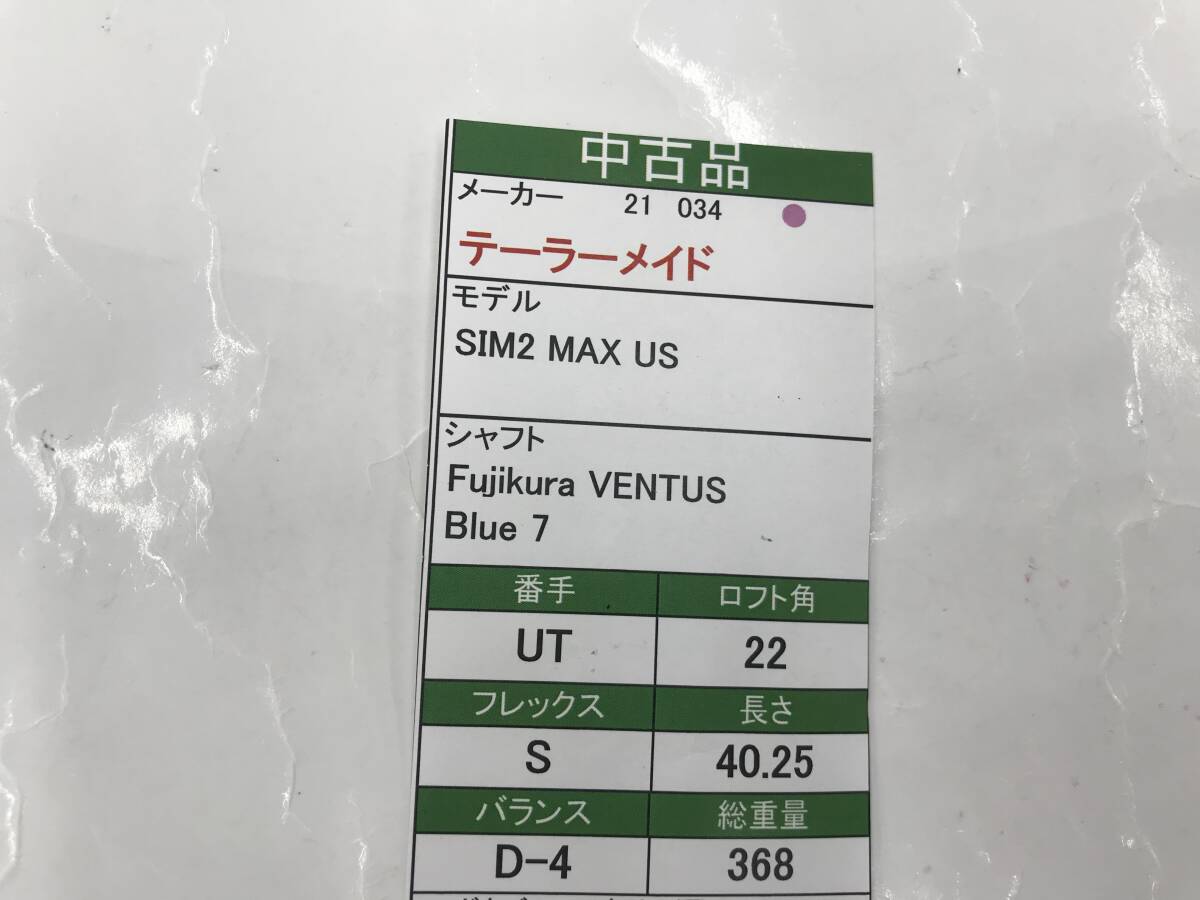 中古品
メーカー 21 034
テーラーメイド
モデル
SIM2 MAX US
シャフト
Fujikura VENTUS
Blue 7
番手 ロフト角
UT 22
フレックス 長さ
S 40.25
バランス 総重量
D-4 368